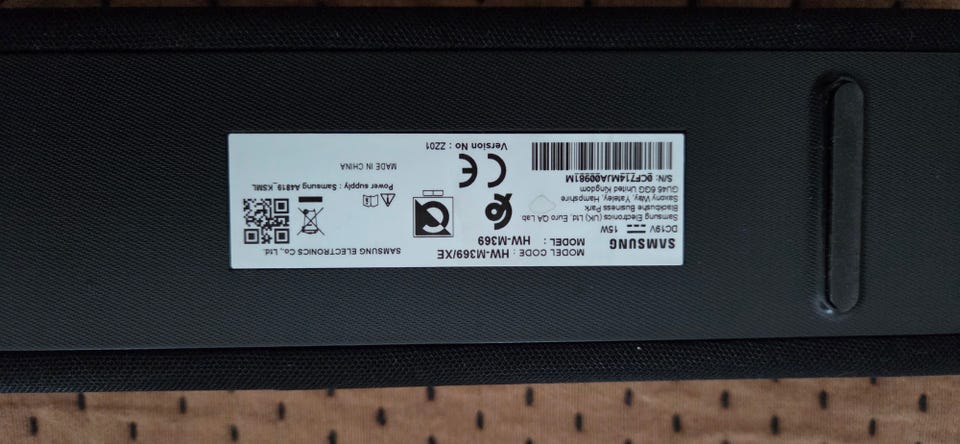 SAMSUNG
DC19V 15W
Samsung Electronics (UK) Ltd, Euro QA Lab
Blackbushe Business Park
Saxony Way, Yateley, Hampshire
GU46 6GG United Kingdom
S/N: 0CFZ14MJA00981M
MODEL CODE : HW-M369/XE
MODEL : HW-M369
Version No : ZZ01
SAMSUNG ELECTRONICS Co., Ltd.
Power supply : Samsung A4819_KSML
MADE IN CHINA
CE